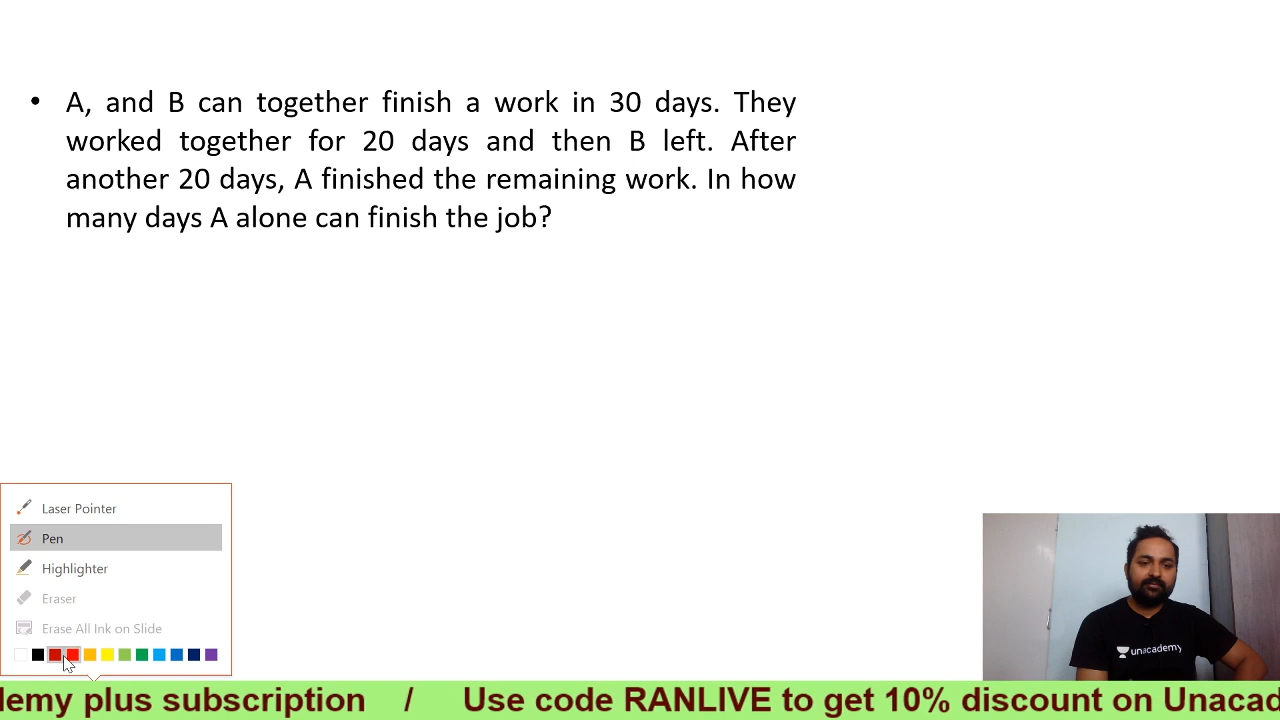 • A, and B can together finish a work in 30 days. They
worked together for 20 days and then B left. After
another 20 days, A finished the remaining work. In how
many days A alone can finish the job?
Laser Pointer
Pen
Highlighter
Eraser
Erase All Ink on Slide
unacademy
demy plus subscription / Use code RANLIVE to get 10% discount on Unacad